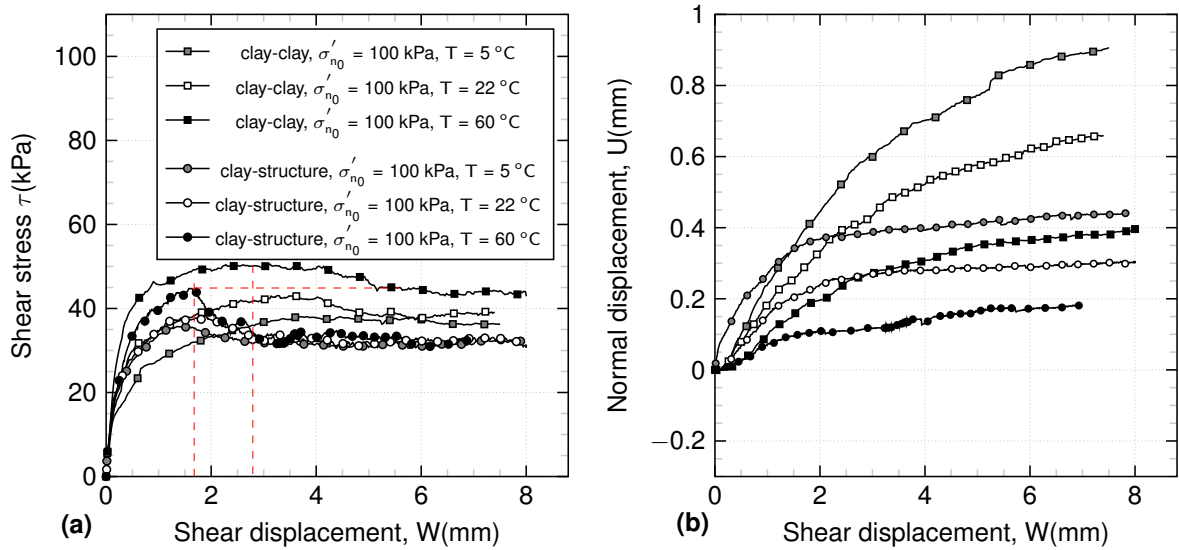 Shear stress τ(kPa)
100
80
60
40
20
0
clay-clay, σ′n0 = 100 kPa, T = 5 °C
clay-clay, σ′n0 = 100 kPa, T = 22 °C
clay-clay, σ′n0 = 100 kPa, T = 60 °C
clay-structure, σ′n0 = 100 kPa, T = 5 °C
clay-structure, σ′n0 = 100 kPa, T = 22 °C
clay-structure, σ′n0 = 100 kPa, T = 60 °C
0 2 4 6 8
Shear displacement, W(mm)
(a)
Normal displacement, U(mm)
1
0.8
0.6
0.4
0.2
0
−0.2
0 2 4 6 8
Shear displacement, W(mm)
(b)